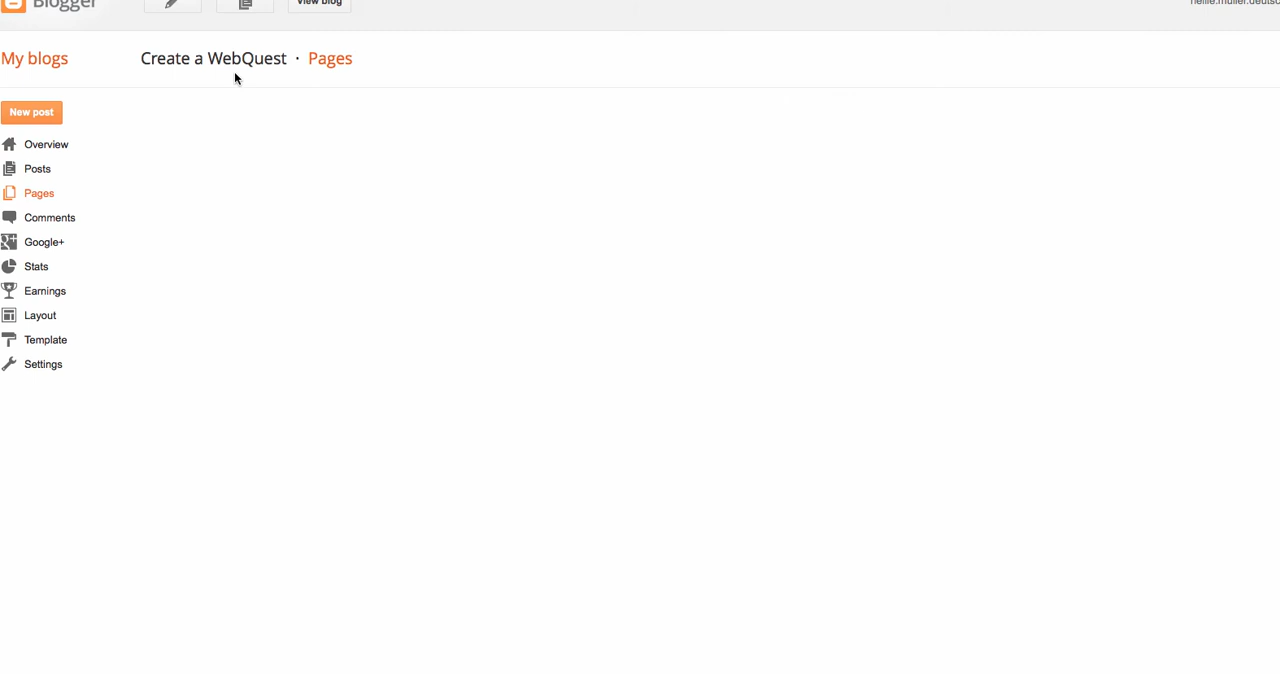 Blogger
View blog
My blogs
Create a WebQuest · Pages
New post
Overview
Posts
Pages
Comments
Google+
Stats
Earnings
Layout
Template
Settings